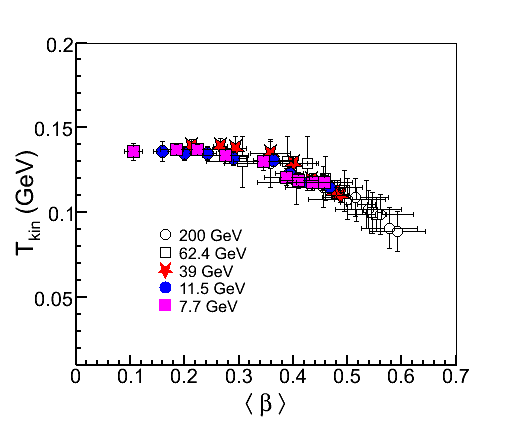 0.2
0.15
0.1
0.05
T_kin (GeV)
200 GeV
62.4 GeV
39 GeV
11.5 GeV
7.7 GeV
0 0.1 0.2 0.3 0.4 0.5 0.6 0.7
⟨ β ⟩